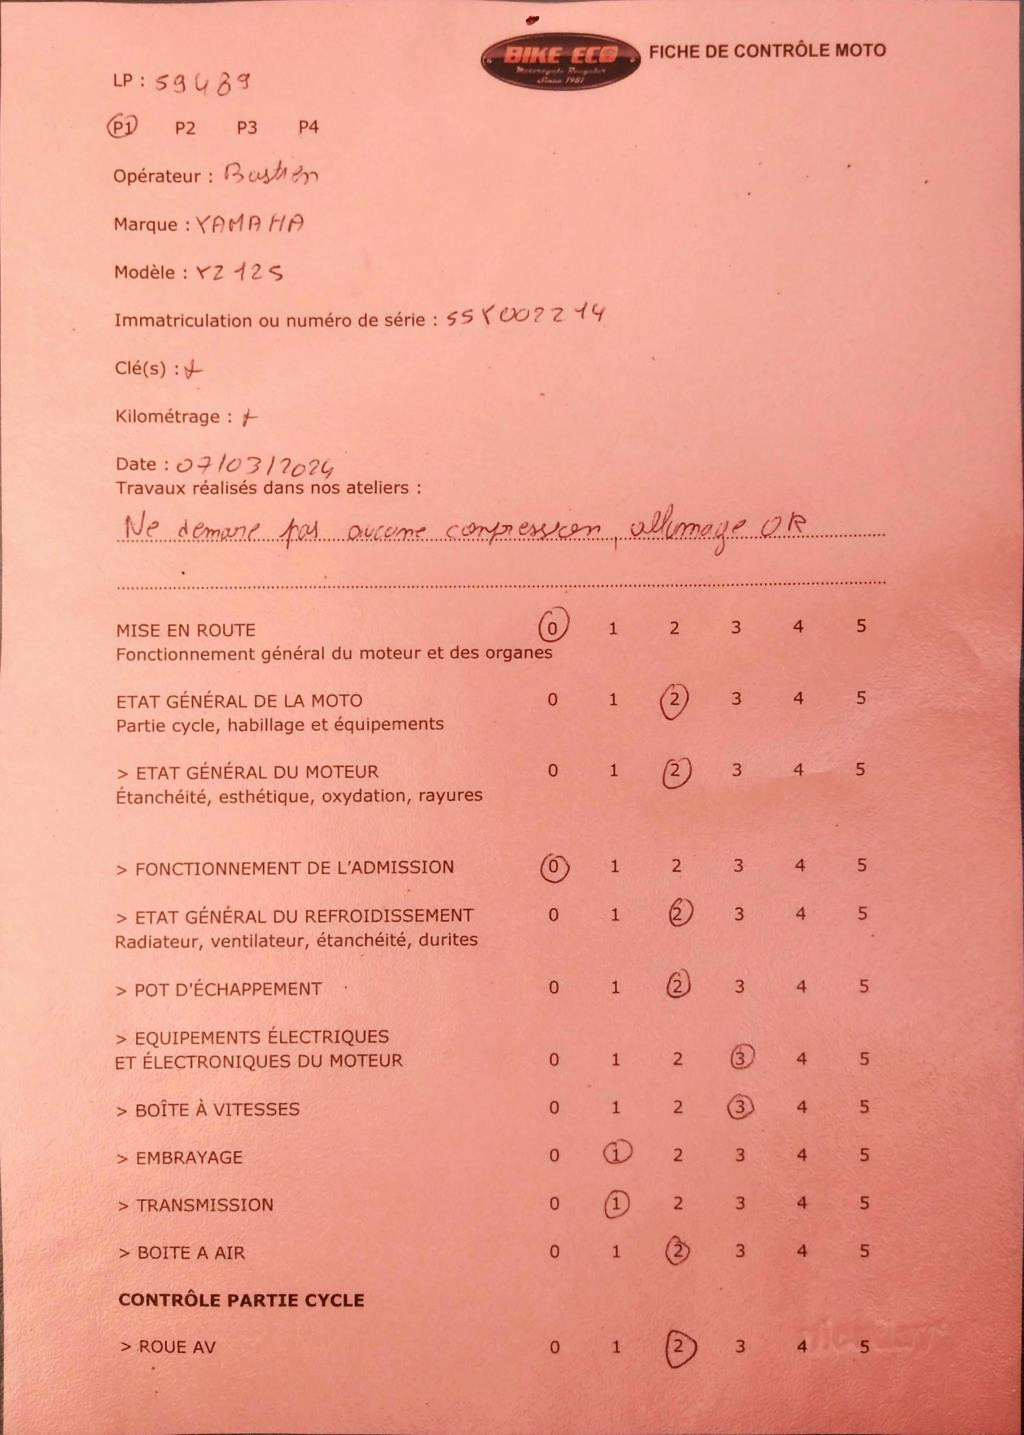 BIKE ECO
Motorcycle Recycler
Since 1981
FICHE DE CONTRÔLE MOTO
LP : 59489
P1 P2 P3 P4
Opérateur : Bastien
Marque : YAMAHA
Modèle : YZ 125
Immatriculation ou numéro de série : 5SY002214
Clé(s) : +
Kilométrage : +
Date : 07/03/2024
Travaux réalisés dans nos ateliers :
Ne demare pas aucune compression, allumage OK
MISE EN ROUTE 0 1 2 3 4 5
Fonctionnement général du moteur et des organes
ETAT GÉNÉRAL DE LA MOTO 0 1 2 3 4 5
Partie cycle, habillage et équipements
> ETAT GÉNÉRAL DU MOTEUR 0 1 2 3 4 5
Étanchéité, esthétique, oxydation, rayures
> FONCTIONNEMENT DE L'ADMISSION 0 1 2 3 4 5
> ETAT GÉNÉRAL DU REFROIDISSEMENT 0 1 2 3 4 5
Radiateur, ventilateur, étanchéité, durites
> POT D'ÉCHAPPEMENT 0 1 2 3 4 5
> EQUIPEMENTS ÉLECTRIQUES
ET ÉLECTRONIQUES DU MOTEUR 0 1 2 3 4 5
> BOÎTE À VITESSES 0 1 2 3 4 5
> EMBRAYAGE 0 1 2 3 4 5
> TRANSMISSION 0 1 2 3 4 5
> BOITE A AIR 0 1 2 3 4 5
CONTRÔLE PARTIE CYCLE
> ROUE AV 0 1 2 3 4 5